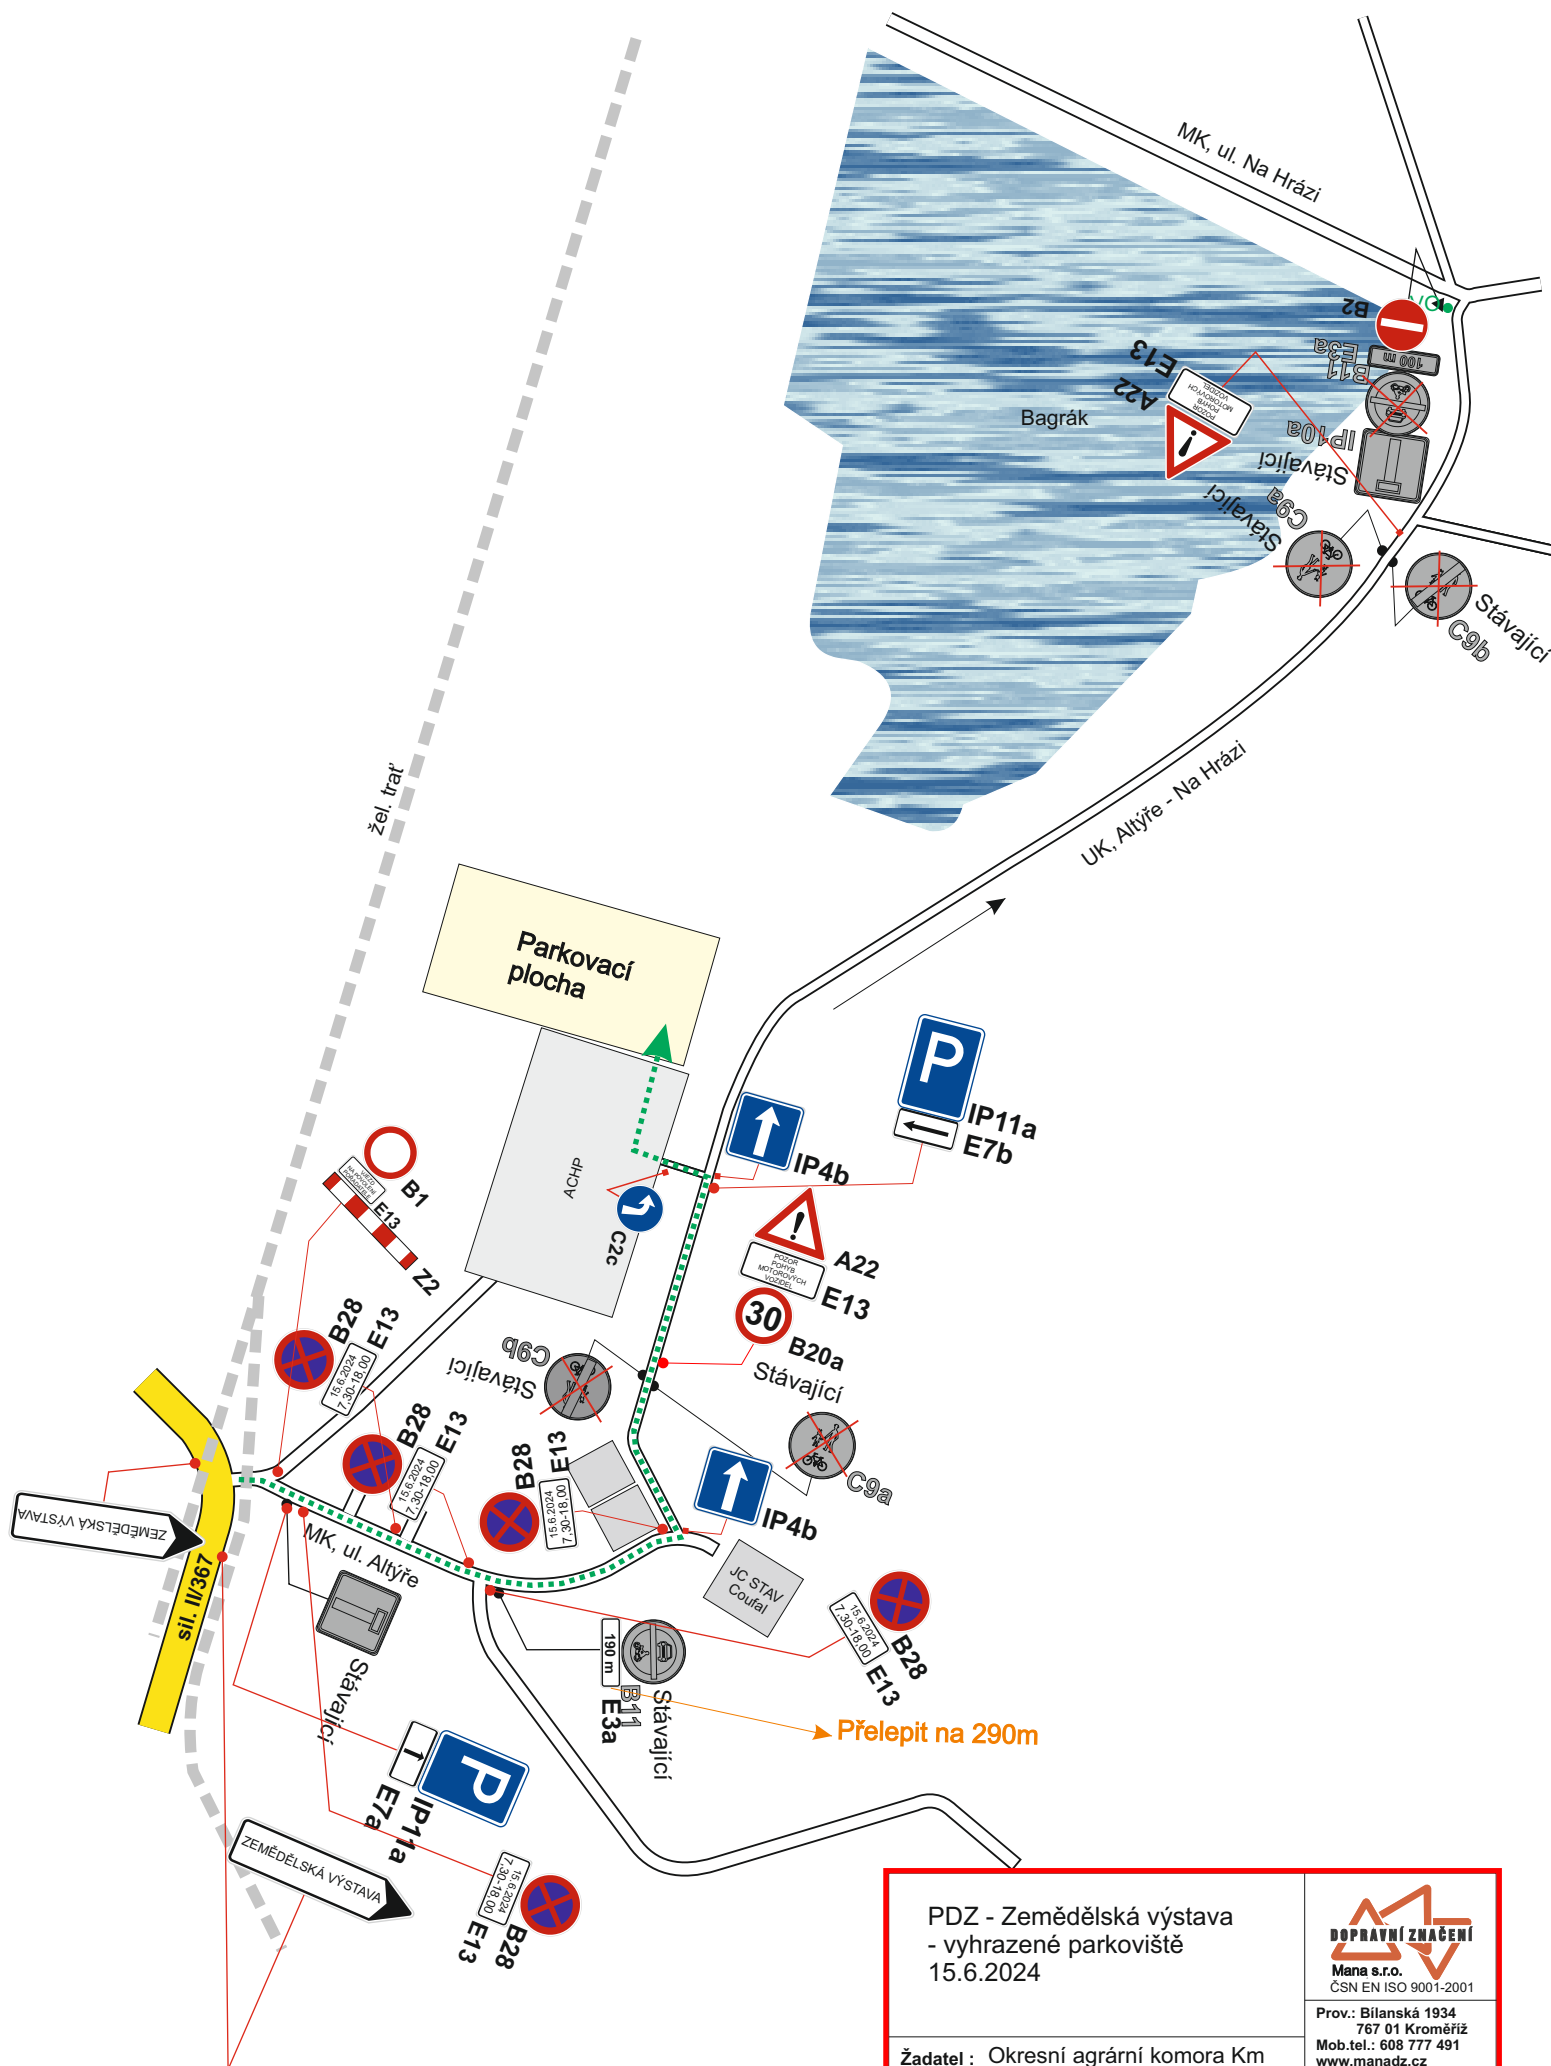 MK, ul. Na Hrázi
B2
100 m
E3a
B11
IP10a
Stávající
E13
A22
POZOR
POHYB
MOTOROVÝCH
VOZIDEL
Bagrák
Stávající
C9a
Stávající
C9b
UK, Altýře - Na Hrázi
žel. trať
Parkovací
plocha
P
IP11a
E7b
IP4b
ACHP
C2c
B1
VJEZD
NA POVOLENÍ
POŘADATELE
E13
Z2
A22
POZOR
POHYB
MOTOROVÝCH
VOZIDEL
E13
30
B20a
Stávající
C9a
C9b
Stávající
B28
E13
15.6.2024
7,30-18,00
B28
E13
15.6.2024
7,30-18,00
B28
E13
15.6.2024
7,30-18,00
IP4b
ZEMĚDĚLSKÁ VÝSTAVA
sil. II/367
MK, ul. Altýře
Stávající
JC STAV
Coufal
15.6.2024
7,30-18,00
B28
E13
190 m
B11
E3a
Stávající
Přelepit na 290m
P
IP11a
E7a
ZEMĚDĚLSKÁ VÝSTAVA
15.6.2024
7,30-18,00
B28
E13
PDZ - Zemědělská výstava
- vyhrazené parkoviště
15.6.2024
DOPRAVNÍ ZNAČENÍ
Mana s.r.o.
ČSN EN ISO 9001-2001
Prov.: Bílanská 1934
767 01 Kroměříž
Mob.tel.: 608 777 491
www.manadz.cz
Žadatel : Okresní agrární komora Km